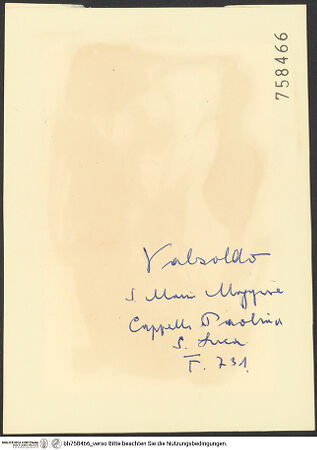 758466
Valsoldo
S. Maria Maggiore
Cappella Paolina
S. Luca
F. 731.
bh758466_verso Bitte beachten Sie die Nutzungsbedingungen.